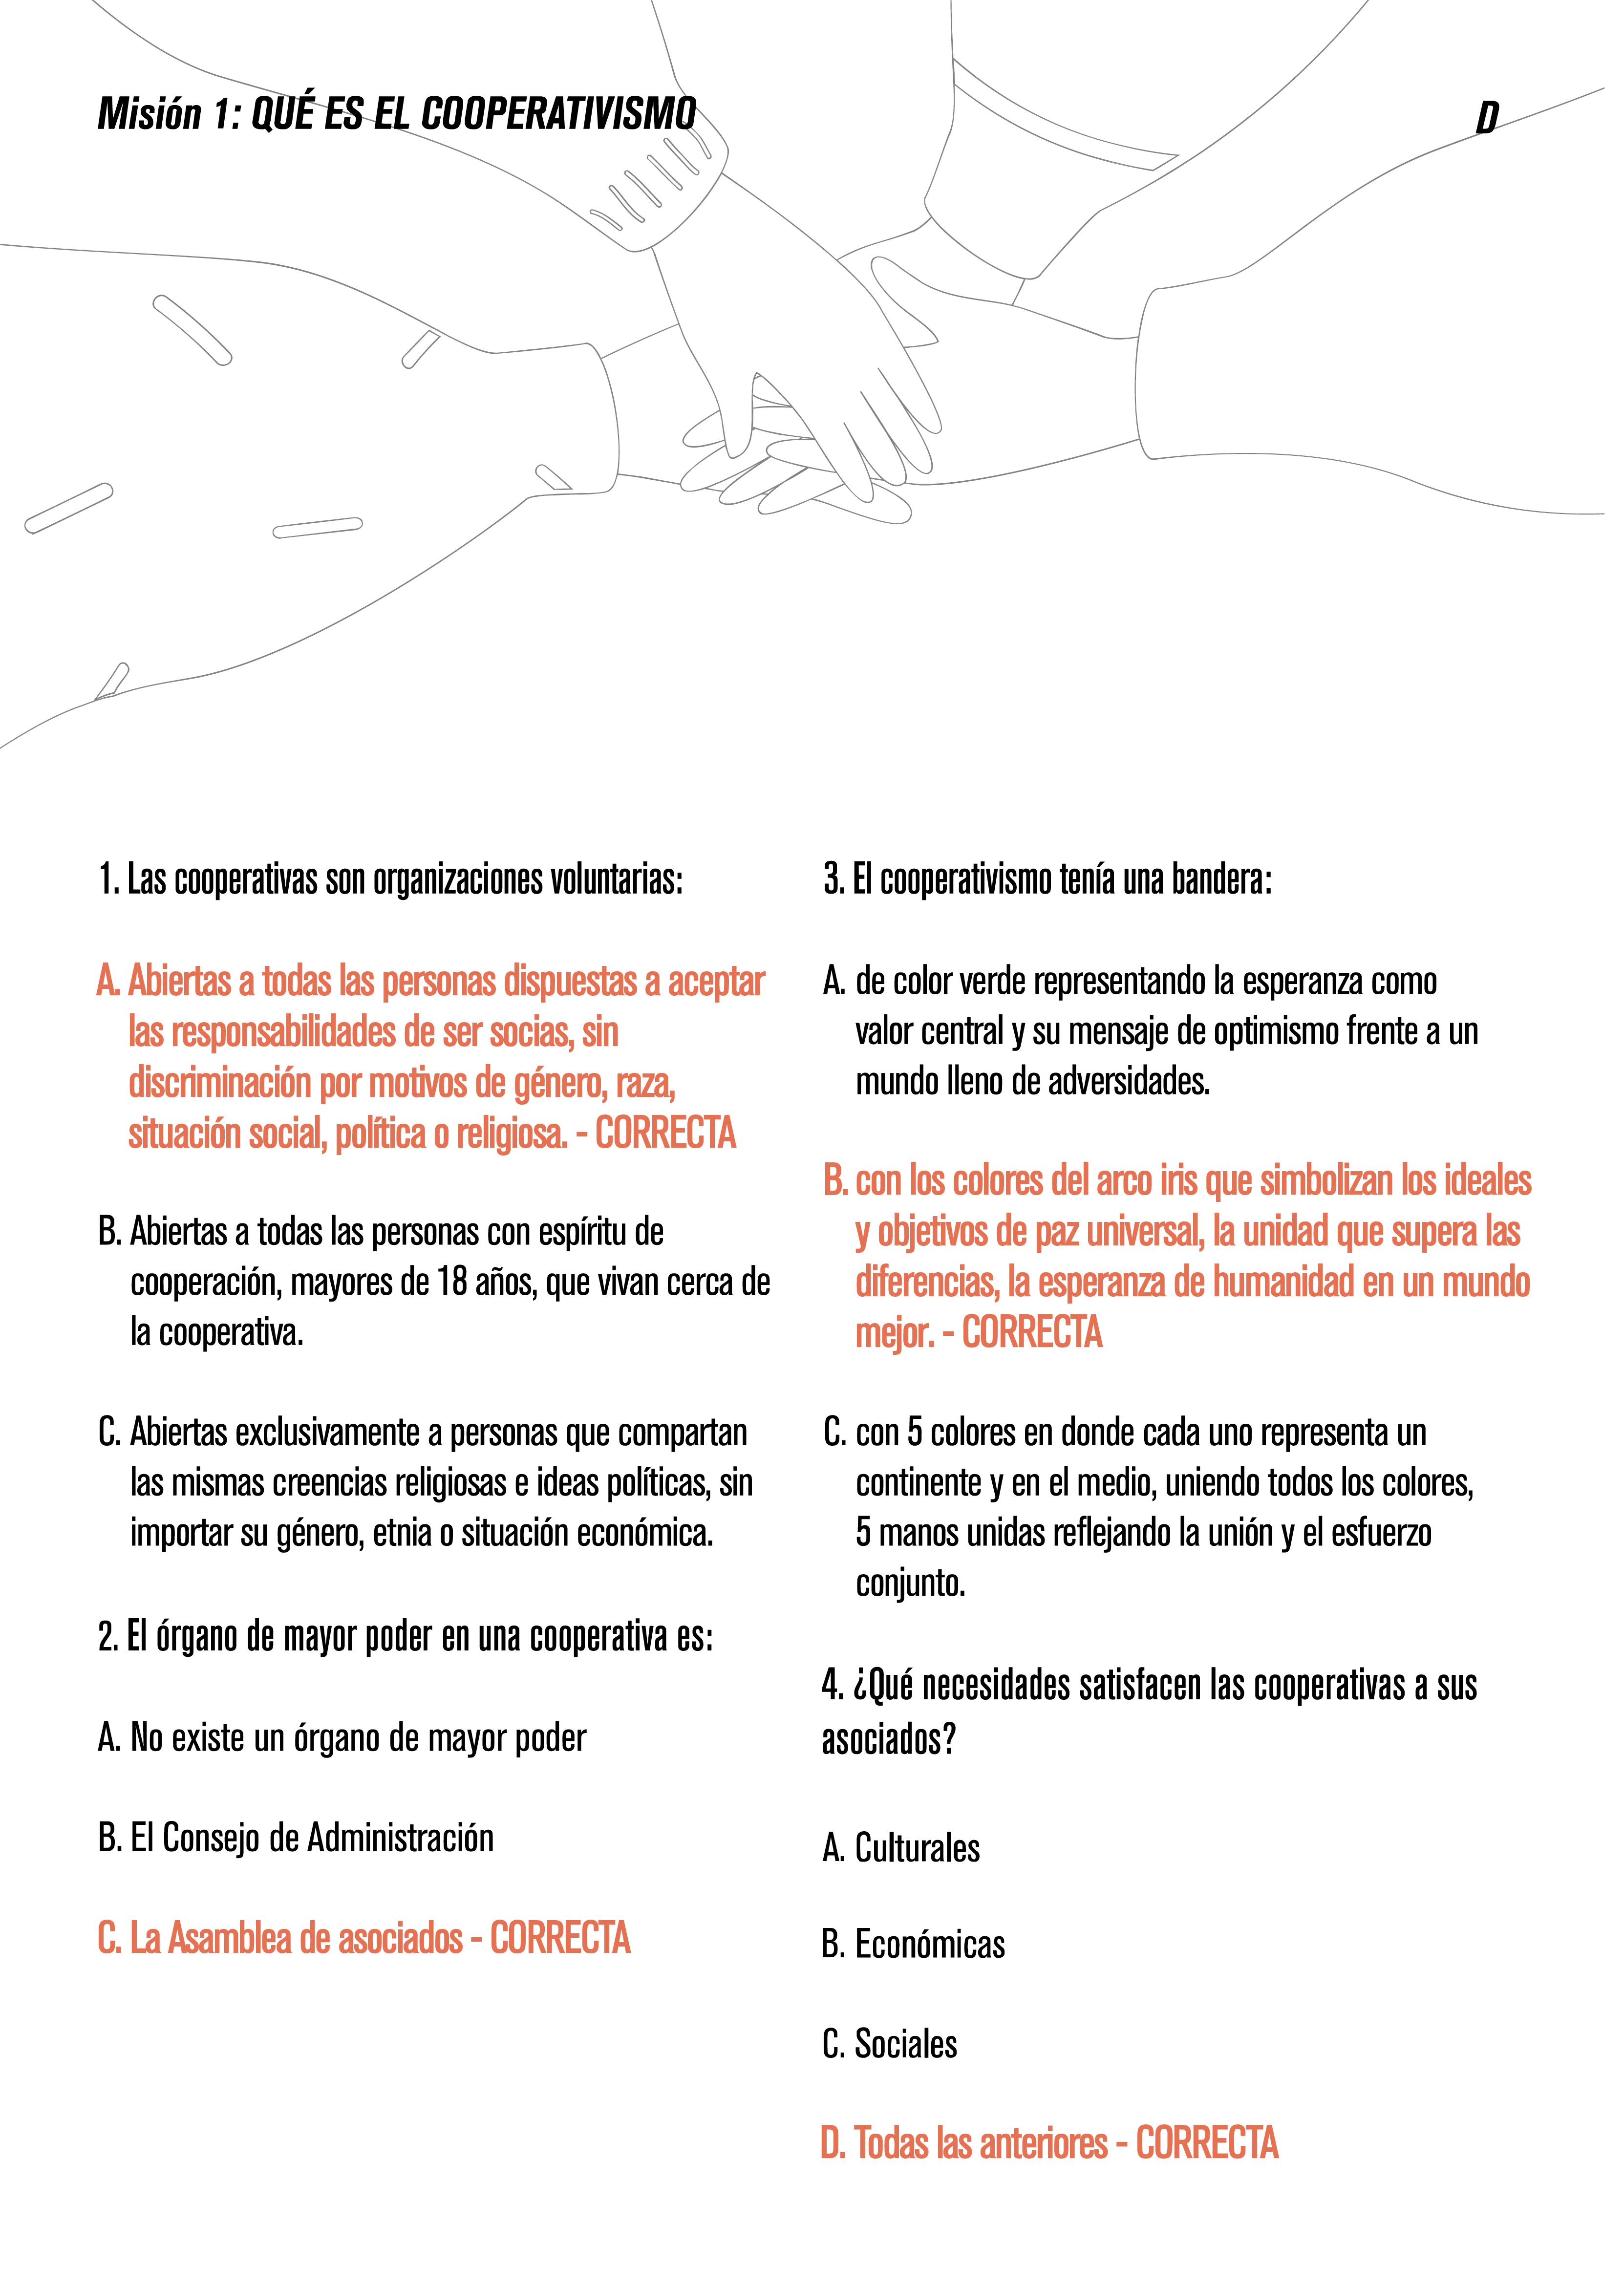 Misión 1: QUÉ ES EL COOPERATIVISMO
D
1. Las cooperativas son organizaciones voluntarias:
A. Abiertas a todas las personas dispuestas a aceptar
las responsabilidades de ser socias, sin
discriminación por motivos de género, raza,
situación social, política o religiosa. - CORRECTA
B. Abiertas a todas las personas con espíritu de
cooperación, mayores de 18 años, que vivan cerca de
la cooperativa.
C. Abiertas exclusivamente a personas que compartan
las mismas creencias religiosas e ideas políticas, sin
importar su género, etnia o situación económica.
2. El órgano de mayor poder en una cooperativa es:
A. No existe un órgano de mayor poder
B. El Consejo de Administración
C. La Asamblea de asociados - CORRECTA
3. El cooperativismo tenía una bandera:
A. de color verde representando la esperanza como
valor central y su mensaje de optimismo frente a un
mundo lleno de adversidades.
B. con los colores del arco iris que simbolizan los ideales
y objetivos de paz universal, la unidad que supera las
diferencias, la esperanza de humanidad en un mundo
mejor. - CORRECTA
C. con 5 colores en donde cada uno representa un
continente y en el medio, uniendo todos los colores,
5 manos unidas reflejando la unión y el esfuerzo
conjunto.
4. ¿Qué necesidades satisfacen las cooperativas a sus
asociados?
A. Culturales
B. Económicas
C. Sociales
D. Todas las anteriores - CORRECTA